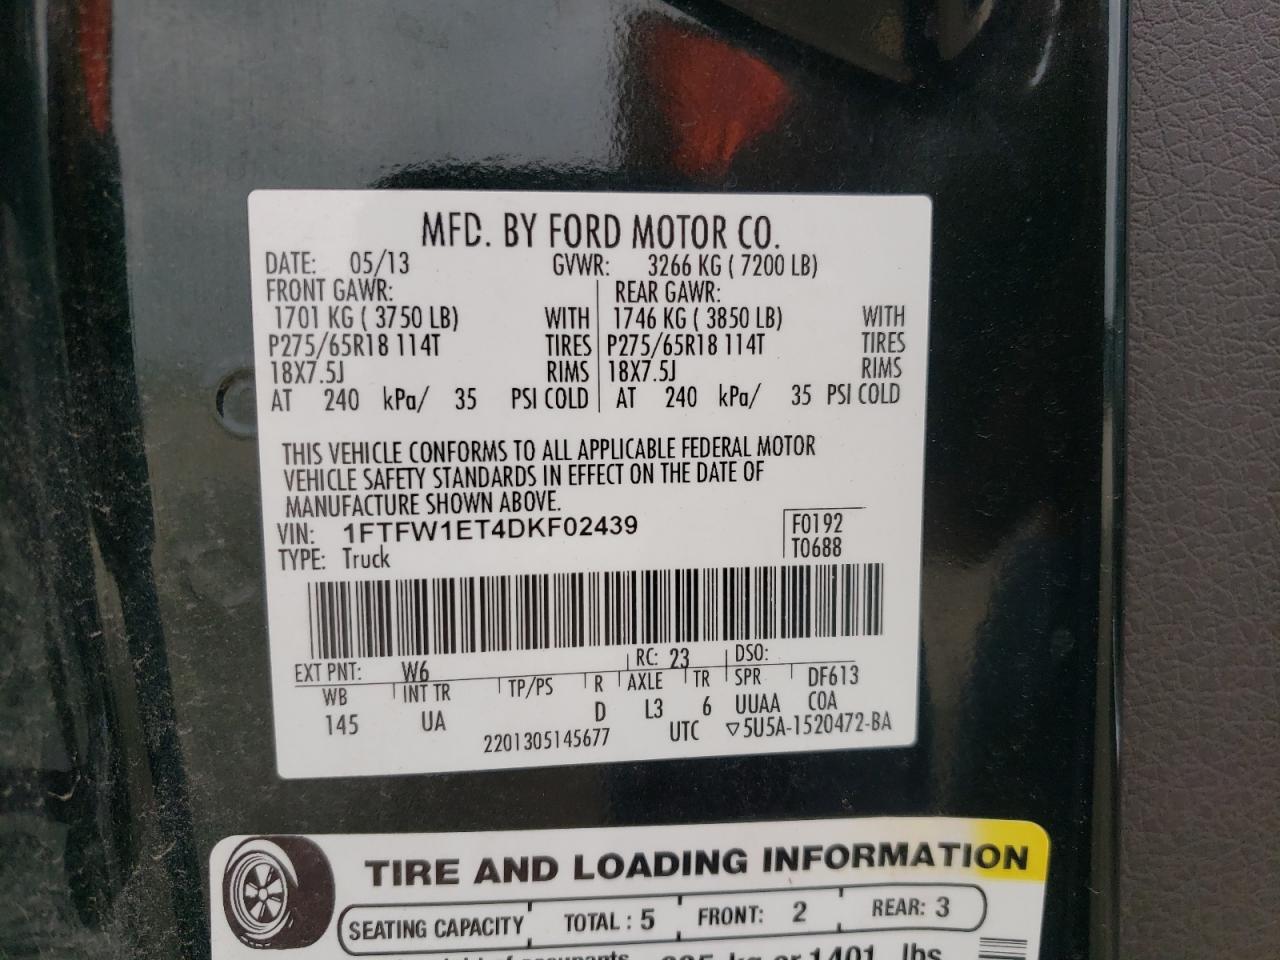 MFD. BY FORD MOTOR CO.
DATE: 05/13 GVWR: 3266 KG ( 7200 LB)
FRONT GAWR: REAR GAWR:
1701 KG ( 3750 LB) WITH 1746 KG ( 3850 LB) WITH
P275/65R18 114T TIRES P275/65R18 114T TIRES
18X7.5J RIMS 18X7.5J RIMS
AT 240 kPa/ 35 PSI COLD AT 240 kPa/ 35 PSI COLD
THIS VEHICLE CONFORMS TO ALL APPLICABLE FEDERAL MOTOR
VEHICLE SAFETY STANDARDS IN EFFECT ON THE DATE OF
MANUFACTURE SHOWN ABOVE.
VIN: 1FTFW1ET4DKF02439 F0192
TYPE: Truck T0688
EXT PNT: W6 RC: 23 DSO:
WB INT TR TP/PS R AXLE TR SPR DF613
145 UA D L3 6 UUAA COA
2201305145677 UTC ▽5U5A-1520472-BA
TIRE AND LOADING INFORMATION
SEATING CAPACITY TOTAL : 5 FRONT: 2 REAR: 3
of occupants kg or 1401 lbs